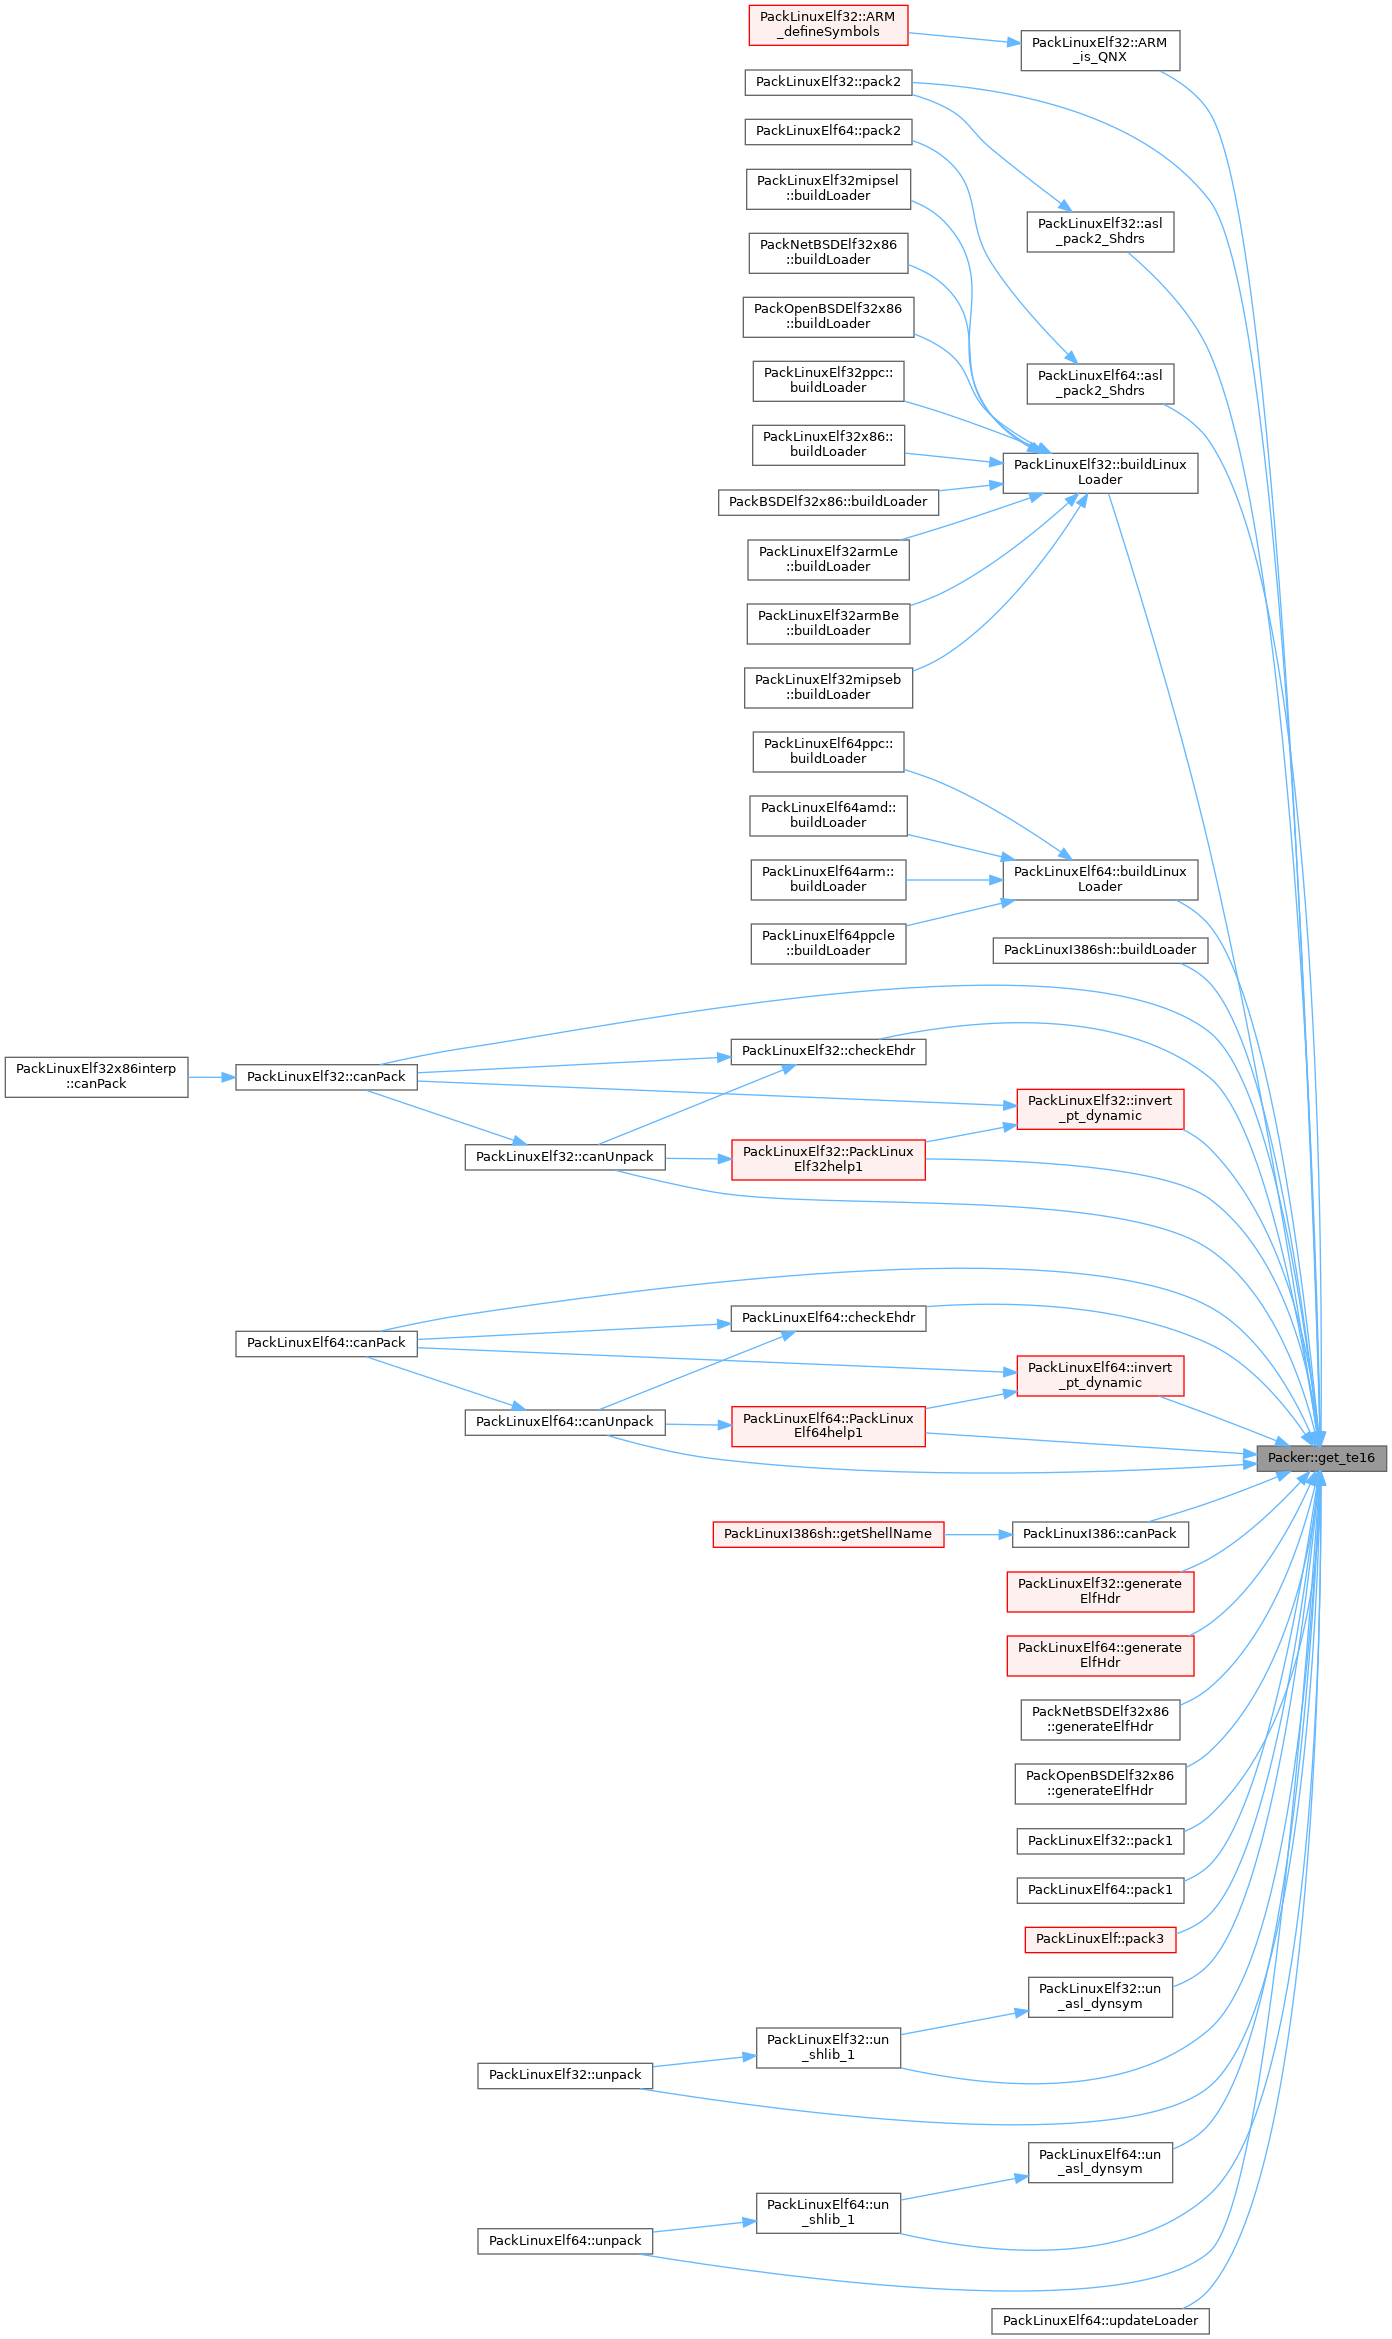 PackLinuxElf32::ARM
_defineSymbols
PackLinuxElf32::ARM
_is_QNX
PackLinuxElf32::pack2
PackLinuxElf64::pack2
PackLinuxElf32mipsel
::buildLoader
PackLinuxElf32::asl
_pack2_Shdrs
PackNetBSDElf32x86
::buildLoader
PackOpenBSDElf32x86
::buildLoader
PackLinuxElf32ppc::
buildLoader
PackLinuxElf64::asl
_pack2_Shdrs
PackLinuxElf32x86::
buildLoader
PackLinuxElf32::buildLinux
Loader
PackBSDElf32x86::buildLoader
PackLinuxElf32armLe
::buildLoader
PackLinuxElf32armBe
::buildLoader
PackLinuxElf32mipseb
::buildLoader
PackLinuxElf64ppc::
buildLoader
PackLinuxElf64amd::
buildLoader
PackLinuxElf64arm::
buildLoader
PackLinuxElf64::buildLinux
Loader
PackLinuxElf64ppcle
::buildLoader
PackLinuxI386sh::buildLoader
PackLinuxElf32::checkEhdr
PackLinuxElf32x86interp
::canPack
PackLinuxElf32::canPack
PackLinuxElf32::invert
_pt_dynamic
PackLinuxElf32::canUnpack
PackLinuxElf32::PackLinux
Elf32help1
PackLinuxElf64::checkEhdr
PackLinuxElf64::canPack
PackLinuxElf64::invert
_pt_dynamic
PackLinuxElf64::canUnpack
PackLinuxElf64::PackLinux
Elf64help1
Packer::get_te16
PackLinuxI386sh::getShellName
PackLinuxI386::canPack
PackLinuxElf32::generate
ElfHdr
PackLinuxElf64::generate
ElfHdr
PackNetBSDElf32x86
::generateElfHdr
PackOpenBSDElf32x86
::generateElfHdr
PackLinuxElf32::pack1
PackLinuxElf64::pack1
PackLinuxElf::pack3
PackLinuxElf32::un
_asl_dynsym
PackLinuxElf32::un
_shlib_1
PackLinuxElf32::unpack
PackLinuxElf64::un
_asl_dynsym
PackLinuxElf64::un
_shlib_1
PackLinuxElf64::unpack
PackLinuxElf64::updateLoader